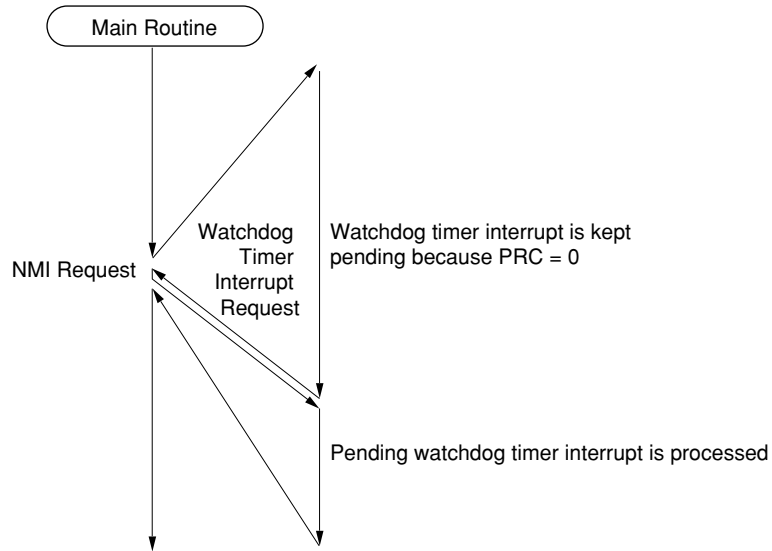 Main Routine
Watchdog
Timer
Interrupt
Request
Watchdog timer interrupt is kept
pending because PRC = 0
NMI Request
Pending watchdog timer interrupt is processed